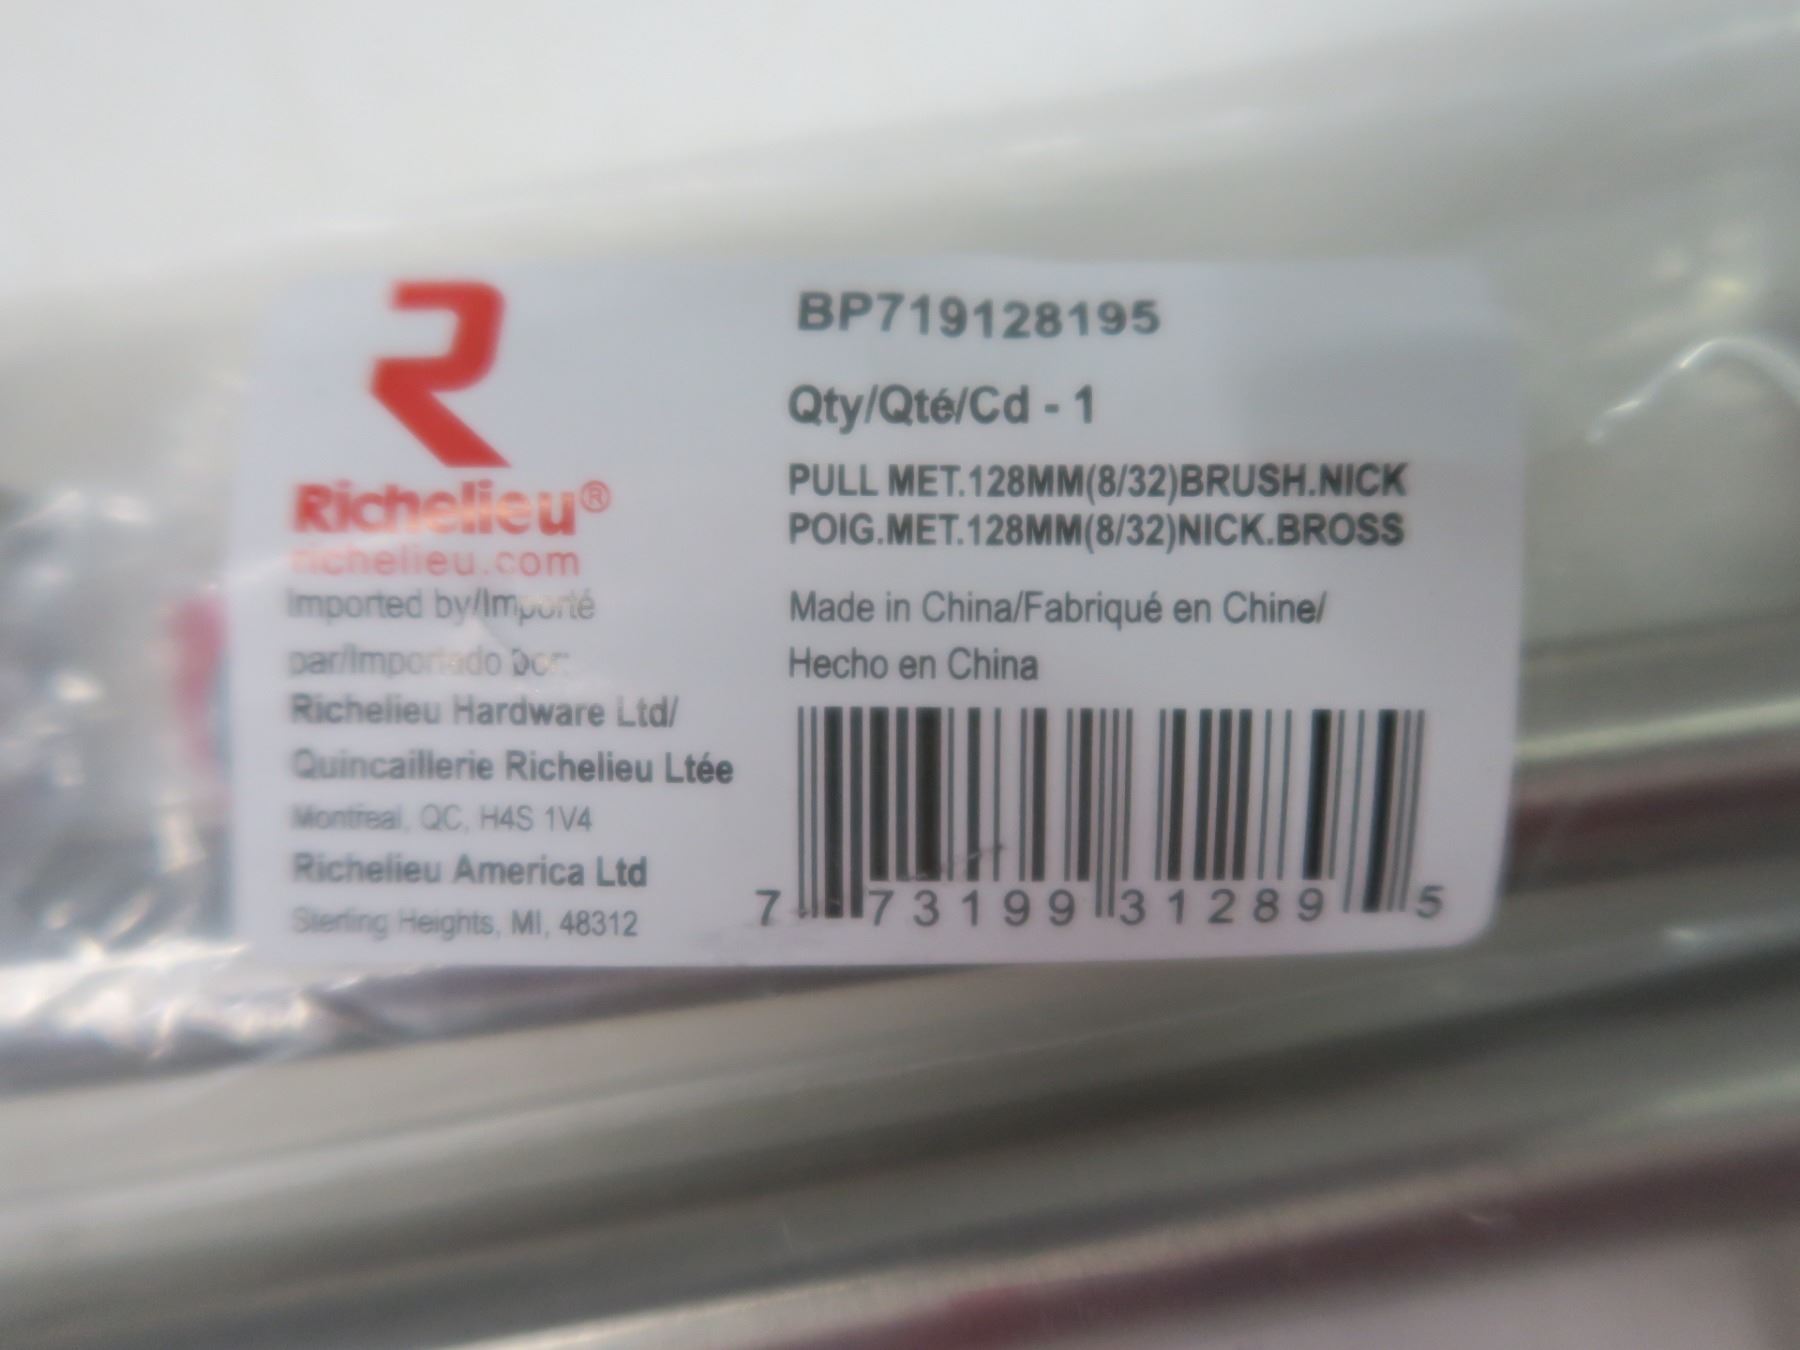 Richelieu®
richelieu.com
Imported by/Importé
par/Importado por:
Richelieu Hardware Ltd/
Quincaillerie Richelieu Ltée
Montreal, QC, H4S 1V4
Richelieu America Ltd
Sterling Heights, MI, 48312
BP719128195
Qty/Qté/Cd - 1
PULL MET.128MM(8/32)BRUSH.NICK
POIG.MET.128MM(8/32)NICK.BROSS
Made in China/Fabriqué en Chine/
Hecho en China
7 73199 31289 5